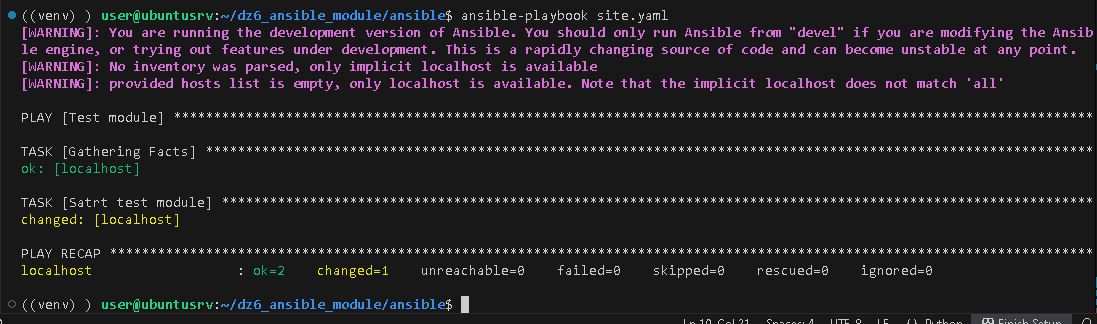 ((venv) ) user@ubuntusrv:~/dz6_ansible_module/ansible$ ansible-playbook site.yaml
[WARNING]: You are running the development version of Ansible. You should only run Ansible from "devel" if you are modifying the Ansib
le engine, or trying out features under development. This is a rapidly changing source of code and can become unstable at any point.
[WARNING]: No inventory was parsed, only implicit localhost is available
[WARNING]: provided hosts list is empty, only localhost is available. Note that the implicit localhost does not match 'all'
PLAY [Test module] *******************************************************************************************************************
TASK [Gathering Facts] ***************************************************************************************************************
ok: [localhost]
TASK [Satrt test module] *************************************************************************************************************
changed: [localhost]
PLAY RECAP ***************************************************************************************************************************
localhost                  : ok=2    changed=1    unreachable=0    failed=0    skipped=0    rescued=0    ignored=0
((venv) ) user@ubuntusrv:~/dz6_ansible_module/ansible$
Ln 10, Col 21 Spaces: 4 UTF-8 LF Python Finish Setup